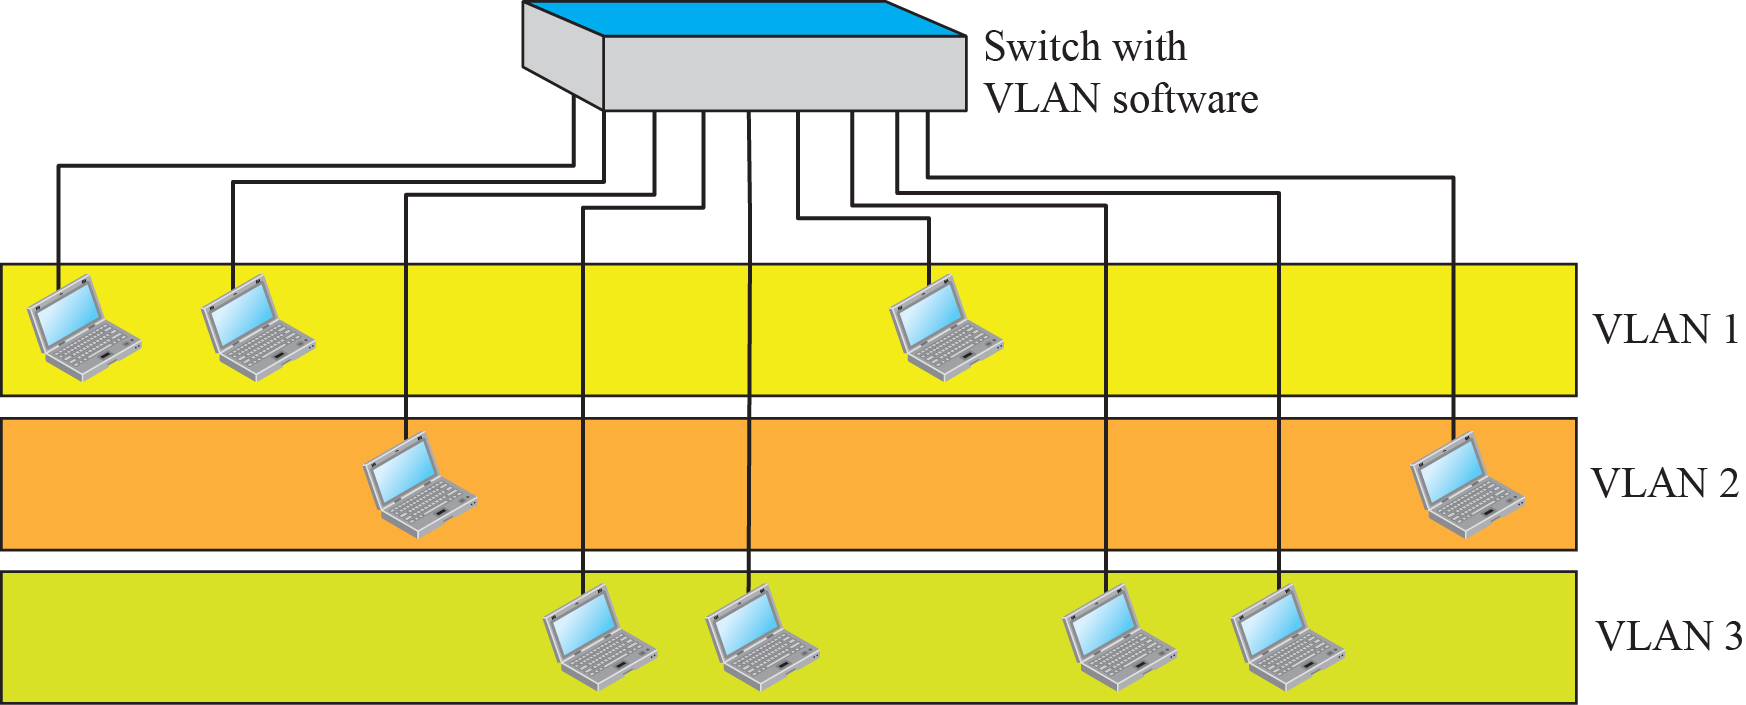 Switch with
VLAN software
VLAN 1
VLAN 2
VLAN 3